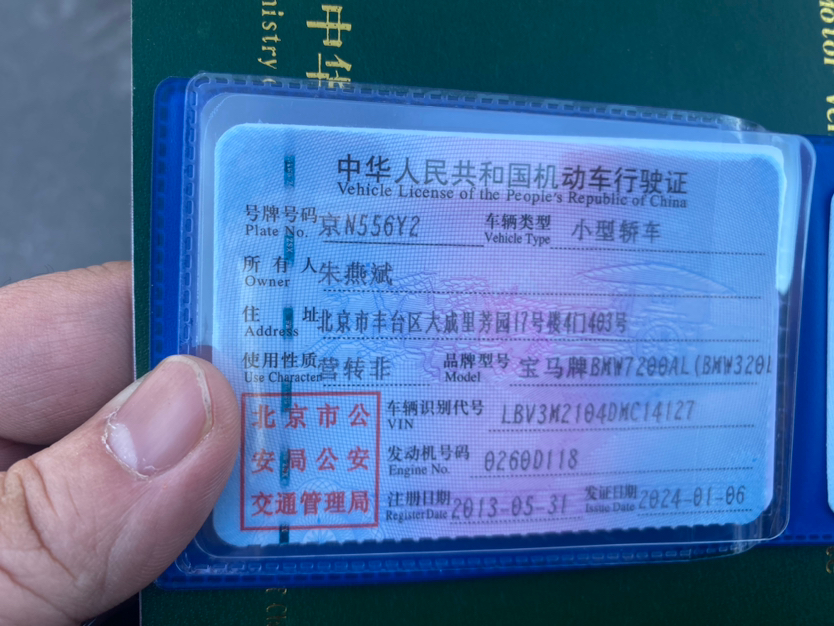 中华
中华人民共和国机动车行驶证
Vehicle License of the People's Republic of China
号牌号码 京N556Y2 车辆类型 小型轿车
Plate No. Vehicle Type
所有人 朱燕斌
Owner
住址 北京市丰台区大成里芳园17号楼4门403号
Address
使用性质 营转非 品牌型号 宝马牌BMW7200AL(BMW320L
Use Character Model
北京市公
安局公安
交通管理局
车辆识别代号 LBV3M2104DMC14127
VIN
发动机号码 0260D118
Engine No.
注册日期 2013-05-31 发证日期 2024-01-06
Register Date Issue Date